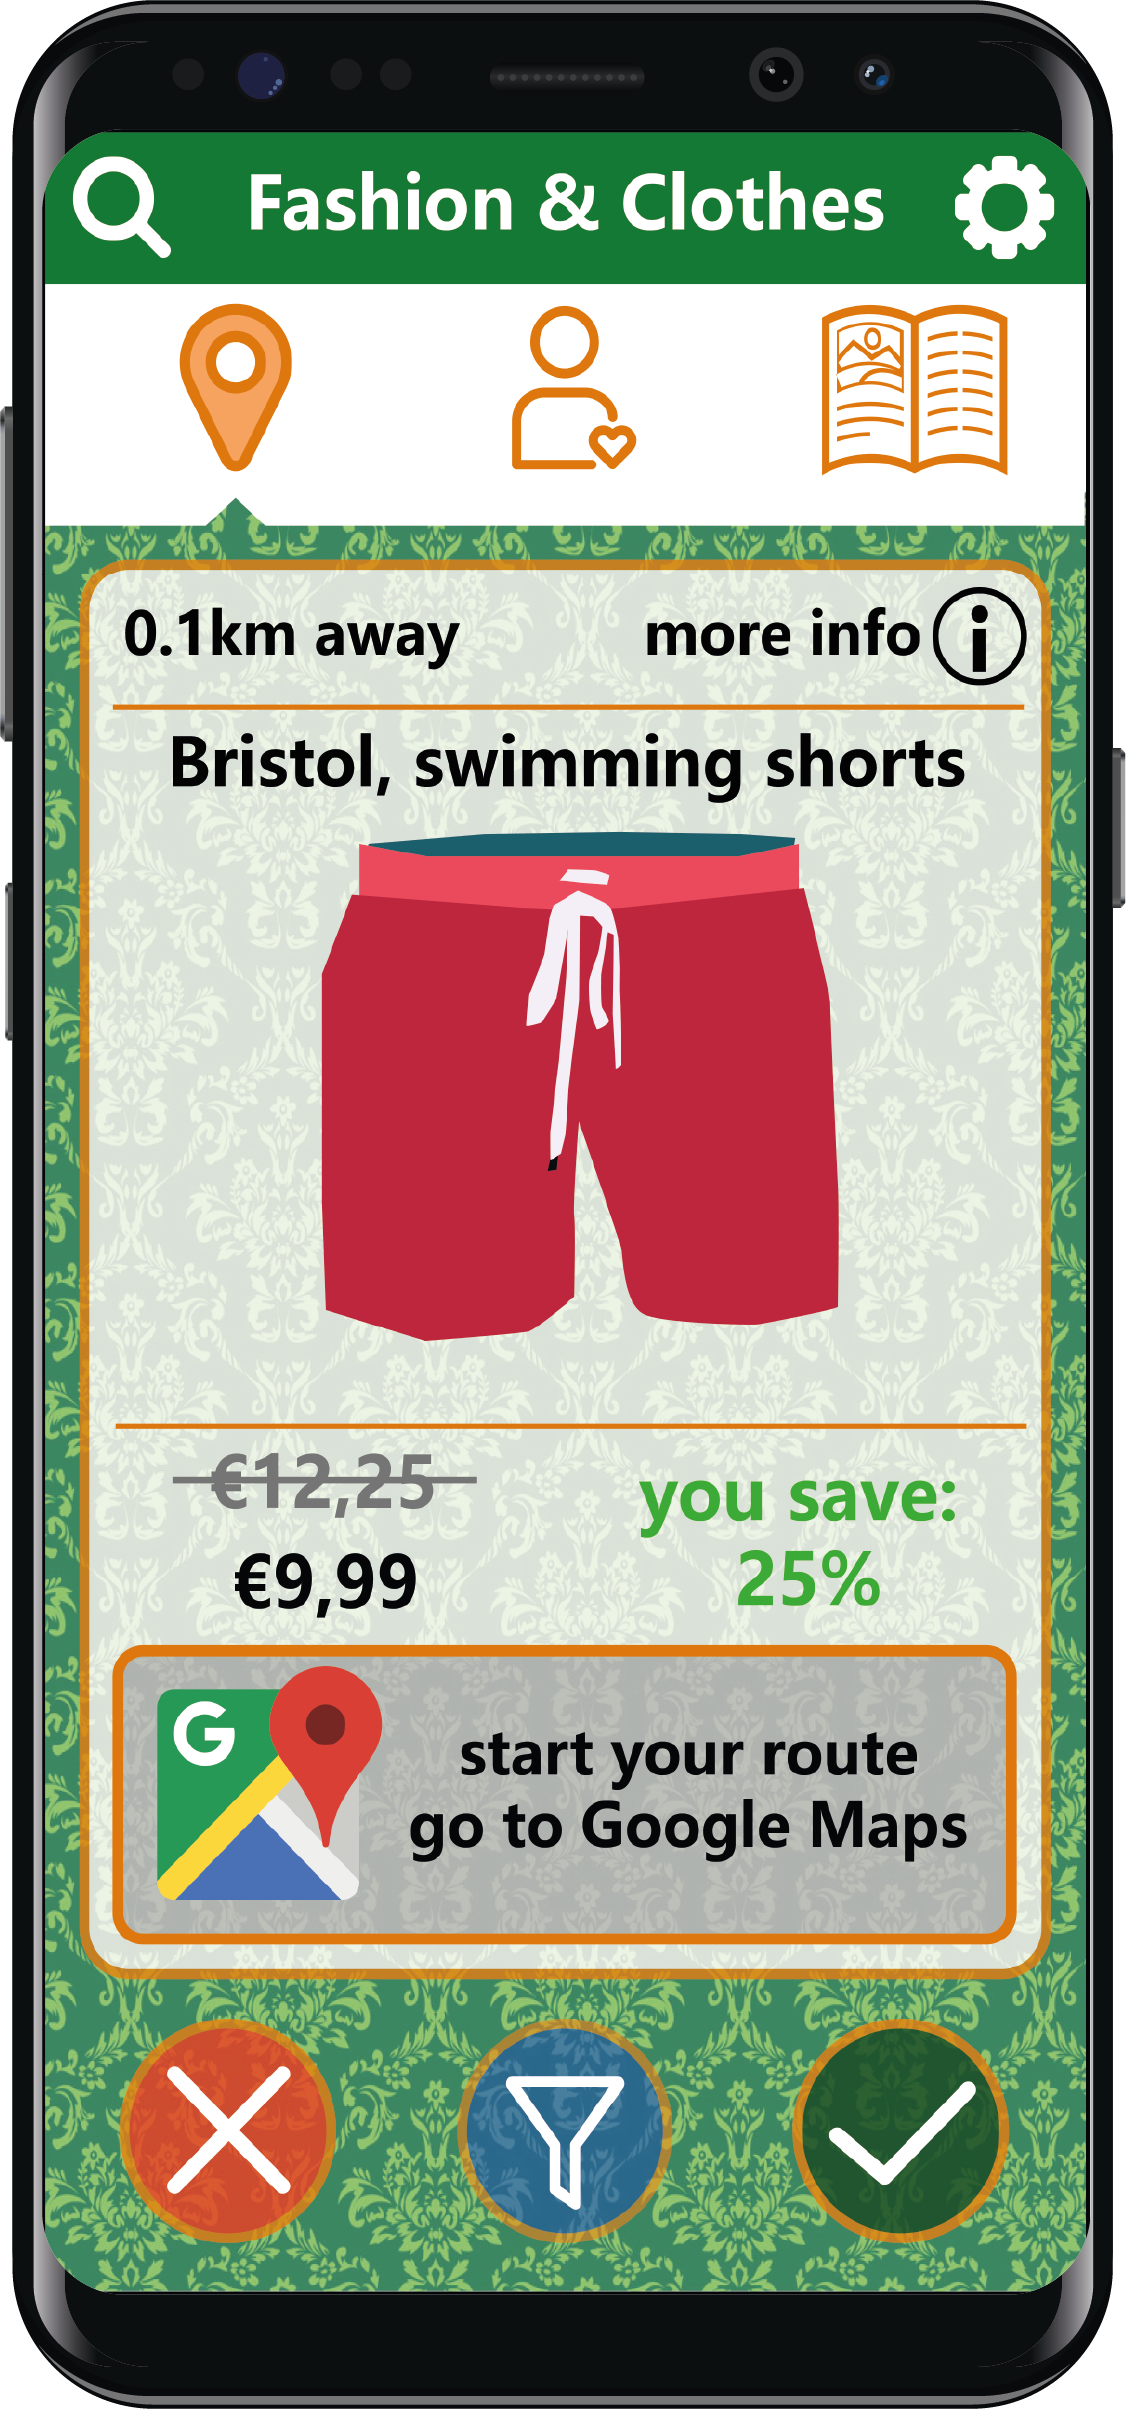 Fashion & Clothes
0.1km away
more info i
Bristol, swimming shorts
€12,25
€9,99
you save:
25%
G
start your route
go to Google Maps